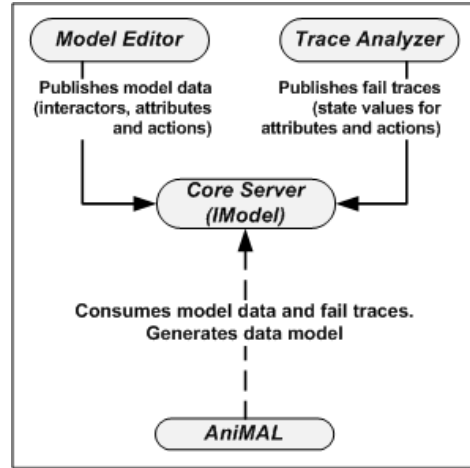 Model Editor
Trace Analyzer
Publishes model data
(interactors, attributes
and actions)
Publishes fail traces
(state values for
attributes and actions)
Core Server
(IModel)
Consumes model data and fail traces.
Generates data model
AniMAL